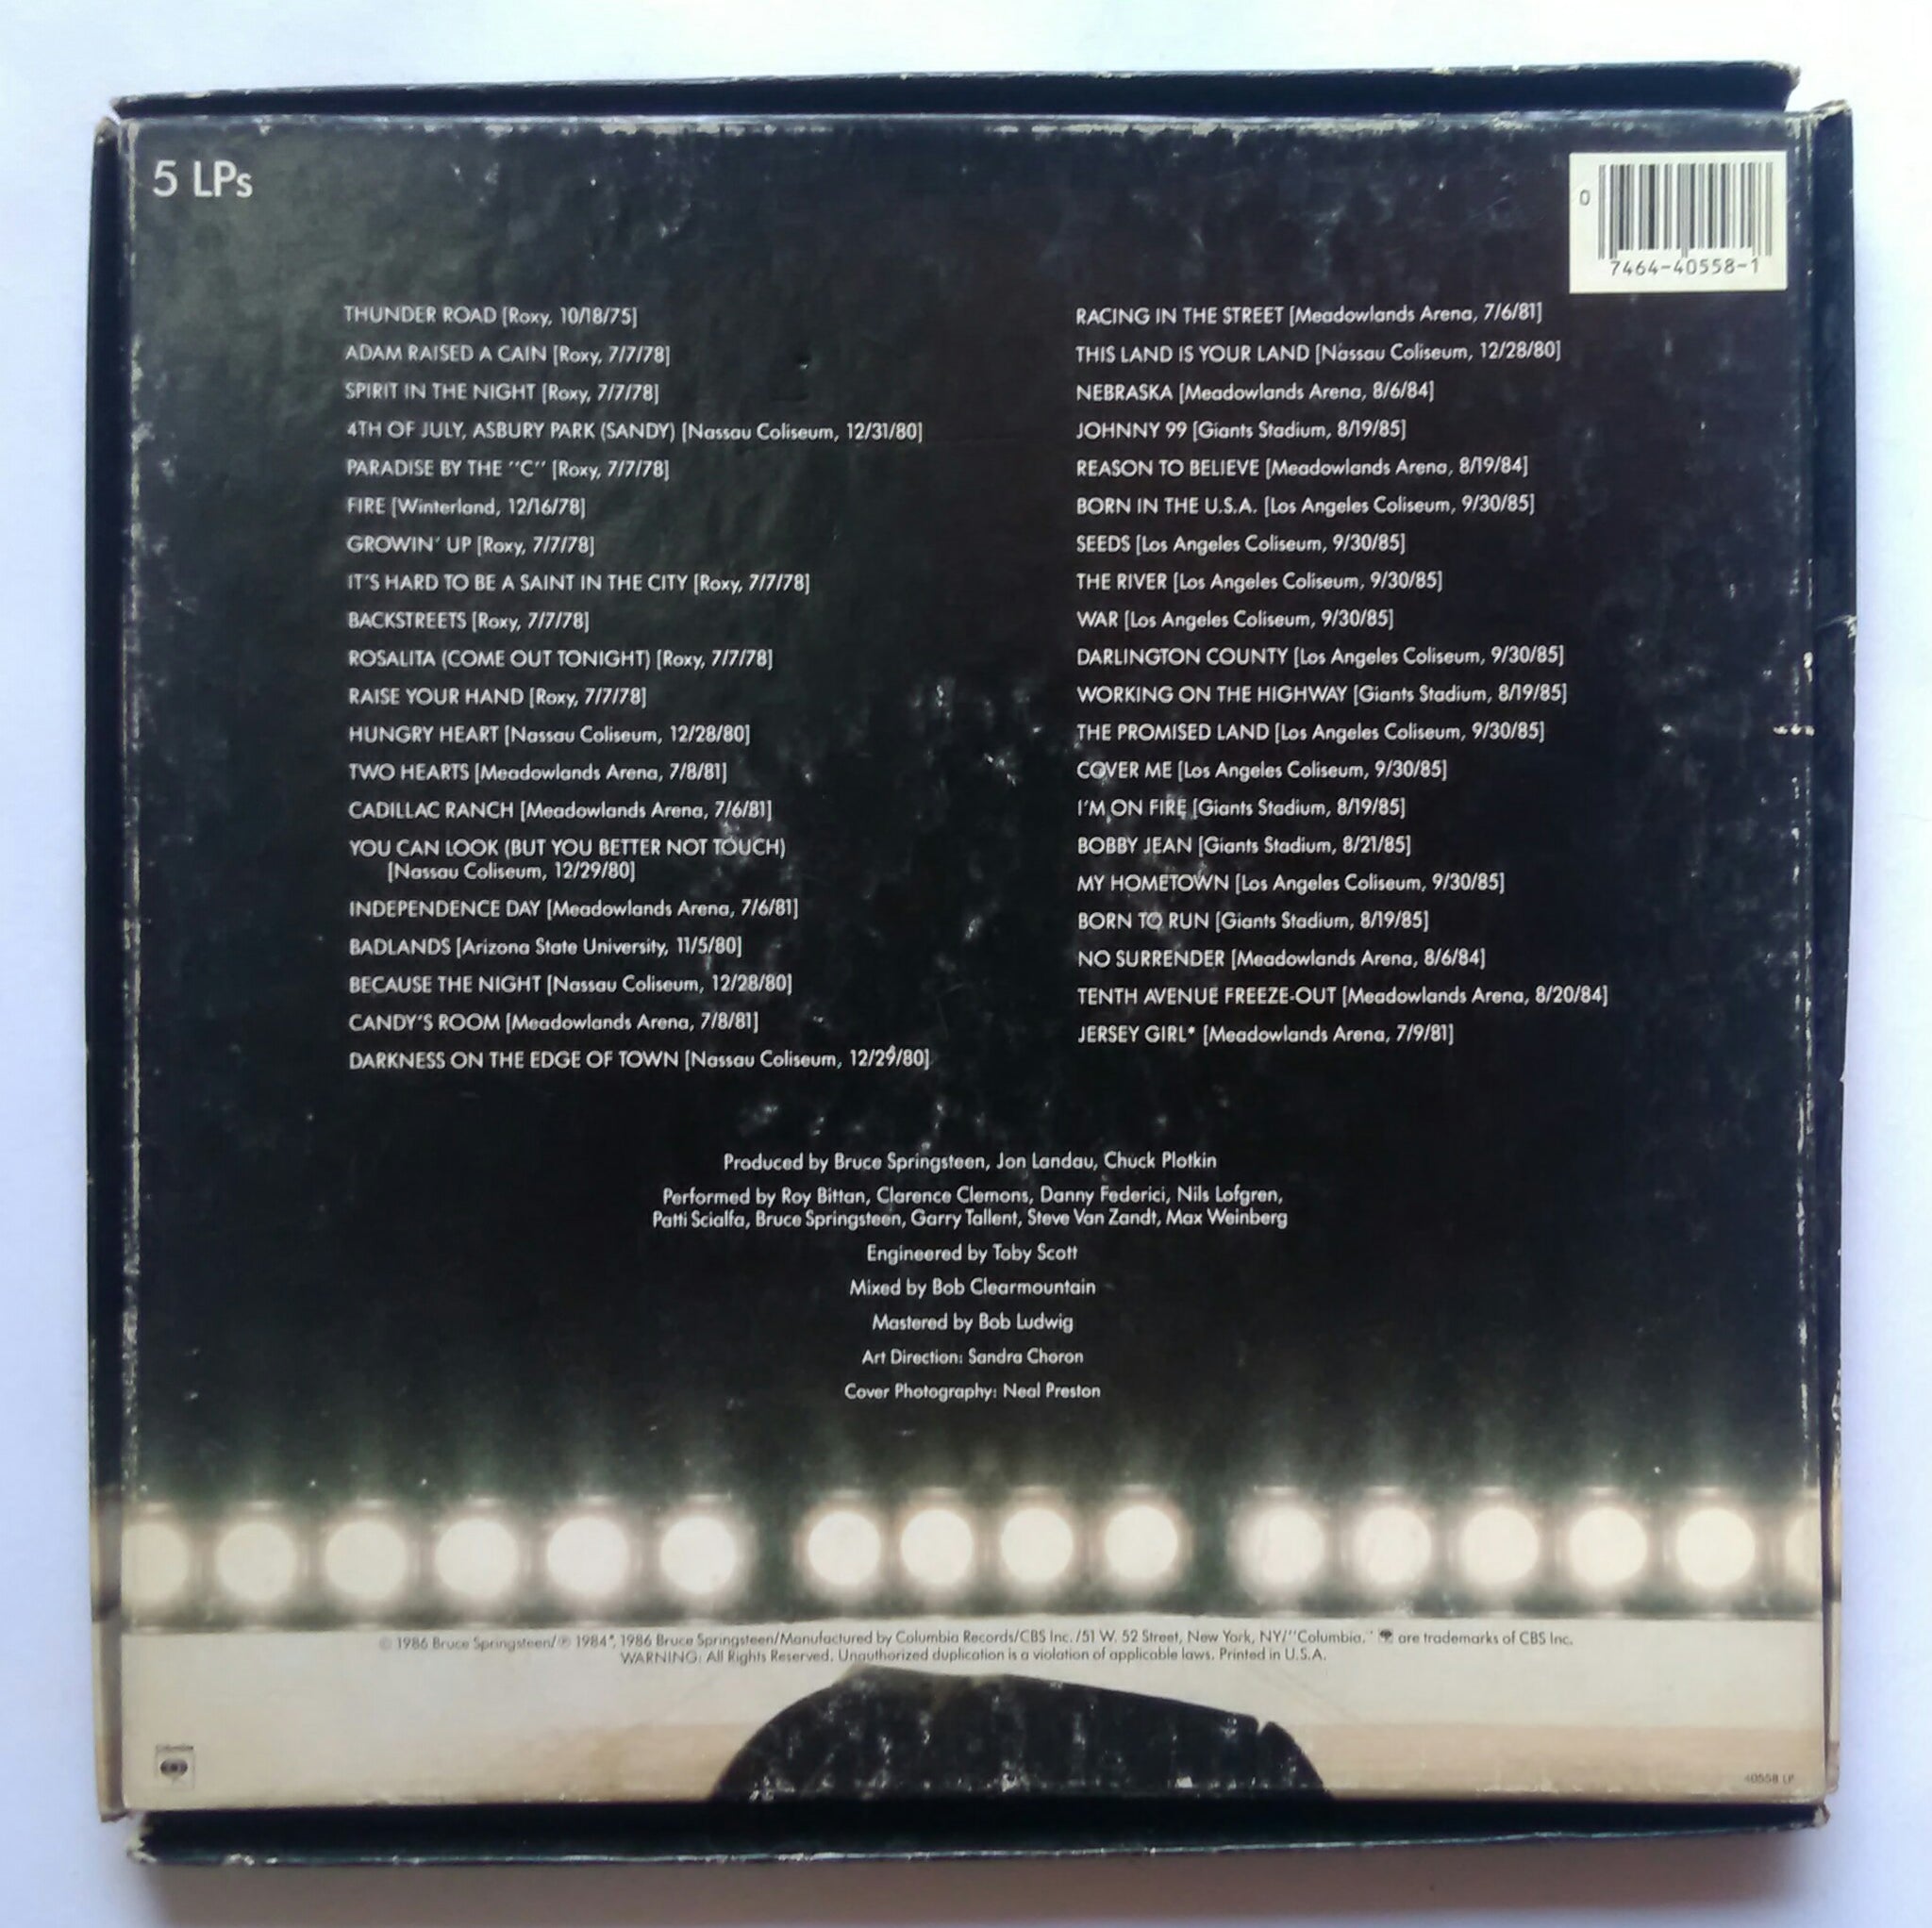 5 LPs
0
7464-40558-1
THUNDER ROAD [Roxy, 10/18/75]
ADAM RAISED A CAIN [Roxy, 7/7/78]
SPIRIT IN THE NIGHT [Roxy, 7/7/78]
4TH OF JULY, ASBURY PARK (SANDY) [Nassau Coliseum, 12/31/80]
PARADISE BY THE "C" [Roxy, 7/7/78]
FIRE [Winterland, 12/16/78]
GROWIN' UP [Roxy, 7/7/78]
IT'S HARD TO BE A SAINT IN THE CITY [Roxy, 7/7/78]
BACKSTREETS [Roxy, 7/7/78]
ROSALITA (COME OUT TONIGHT) [Roxy, 7/7/78]
RAISE YOUR HAND [Roxy, 7/7/78]
HUNGRY HEART [Nassau Coliseum, 12/28/80]
TWO HEARTS [Meadowlands Arena, 7/8/81]
CADILLAC RANCH [Meadowlands Arena, 7/6/81]
YOU CAN LOOK (BUT YOU BETTER NOT TOUCH)
[Nassau Coliseum, 12/29/80]
INDEPENDENCE DAY [Meadowlands Arena, 7/6/81]
BADLANDS [Arizona State University, 11/5/80]
BECAUSE THE NIGHT [Nassau Coliseum, 12/28/80]
CANDY'S ROOM [Meadowlands Arena, 7/8/81]
DARKNESS ON THE EDGE OF TOWN [Nassau Coliseum, 12/29/80]
RACING IN THE STREET [Meadowlands Arena, 7/6/81]
THIS LAND IS YOUR LAND [Nassau Coliseum, 12/28/80]
NEBRASKA [Meadowlands Arena, 8/6/84]
JOHNNY 99 [Giants Stadium, 8/19/85]
REASON TO BELIEVE [Meadowlands Arena, 8/19/84]
BORN IN THE U.S.A. [Los Angeles Coliseum, 9/30/85]
SEEDS [Los Angeles Coliseum, 9/30/85]
THE RIVER [Los Angeles Coliseum, 9/30/85]
WAR [Los Angeles Coliseum, 9/30/85]
DARLINGTON COUNTY [Los Angeles Coliseum, 9/30/85]
WORKING ON THE HIGHWAY [Giants Stadium, 8/19/85]
THE PROMISED LAND [Los Angeles Coliseum, 9/30/85]
COVER ME [Los Angeles Coliseum, 9/30/85]
I'M ON FIRE [Giants Stadium, 8/19/85]
BOBBY JEAN [Giants Stadium, 8/21/85]
MY HOMETOWN [Los Angeles Coliseum, 9/30/85]
BORN TO RUN [Giants Stadium, 8/19/85]
NO SURRENDER [Meadowlands Arena, 8/6/84]
TENTH AVENUE FREEZE-OUT [Meadowlands Arena, 8/20/84]
JERSEY GIRL* [Meadowlands Arena, 7/9/81]
Produced by Bruce Springsteen, Jon Landau, Chuck Plotkin
Performed by Roy Bittan, Clarence Clemons, Danny Federici, Nils Lofgren,
Patti Scialfa, Bruce Springsteen, Garry Tallent, Steve Van Zandt, Max Weinberg
Engineered by Toby Scott
Mixed by Bob Clearmountain
Mastered by Bob Ludwig
Art Direction: Sandra Choron
Cover Photography: Neal Preston
© 1986 Bruce Springsteen/℗ 1984*, 1986 Bruce Springsteen/Manufactured by Columbia Records/CBS Inc./51 W. 52 Street, New York, NY/"Columbia," are trademarks of CBS Inc.
WARNING: All Rights Reserved. Unauthorized duplication is a violation of applicable laws. Printed in U.S.A.
Columbia
40558 LP